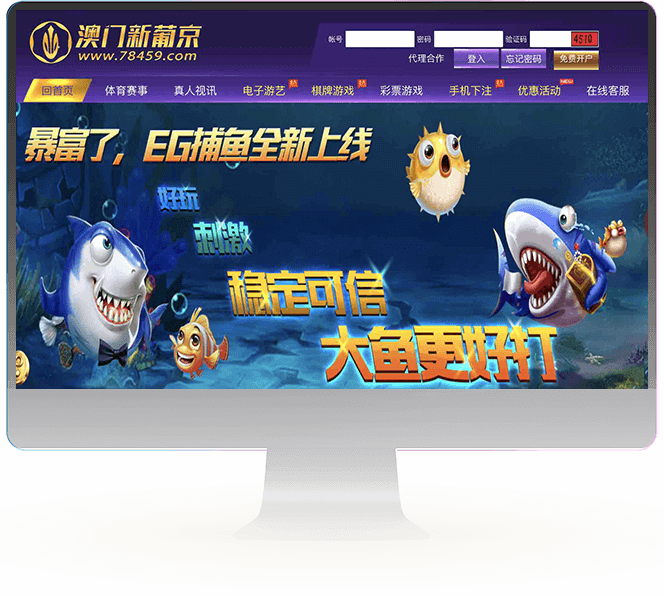 澳门新葡京
www.78459.com
帐号 密码 验证码 4510
代理合作 登入 忘记密码 免费开户
回首页 体育赛事 真人视讯 电子游艺 棋牌游戏 彩票游戏 手机下注 优惠活动 在线客服
暴富了,EG捕鱼全新上线
好玩
刺激
稳定可信
大鱼更好打